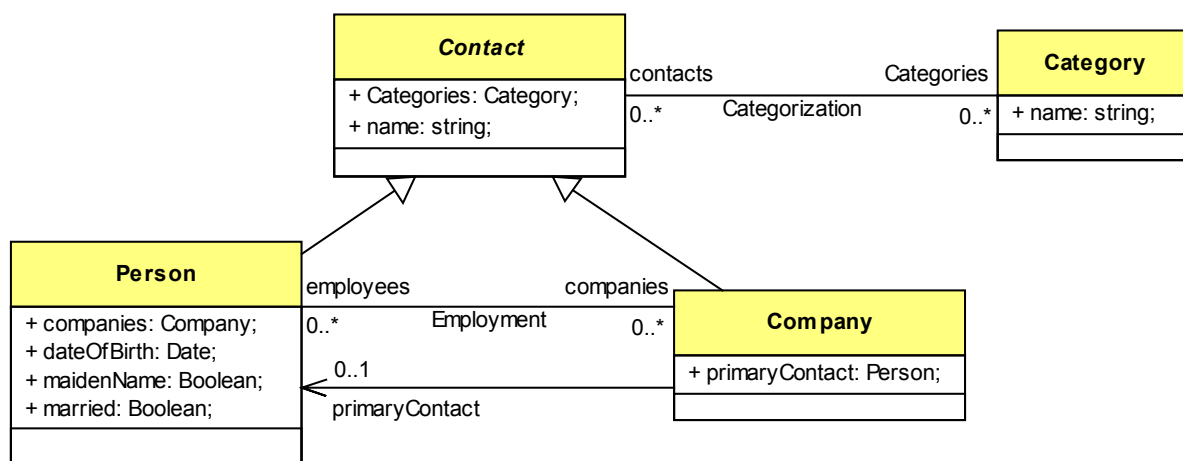 Contact
+ Categories: Category;
+ name: string;
contacts
Categories
0..*
Categorization
0..*
Category
+ name: string;
Person
+ companies: Company;
+ dateOfBirth: Date;
+ maidenName: Boolean;
+ married: Boolean;
employees
companies
0..*
Employment
0..*
0..1
primaryContact
Company
+ primaryContact: Person;